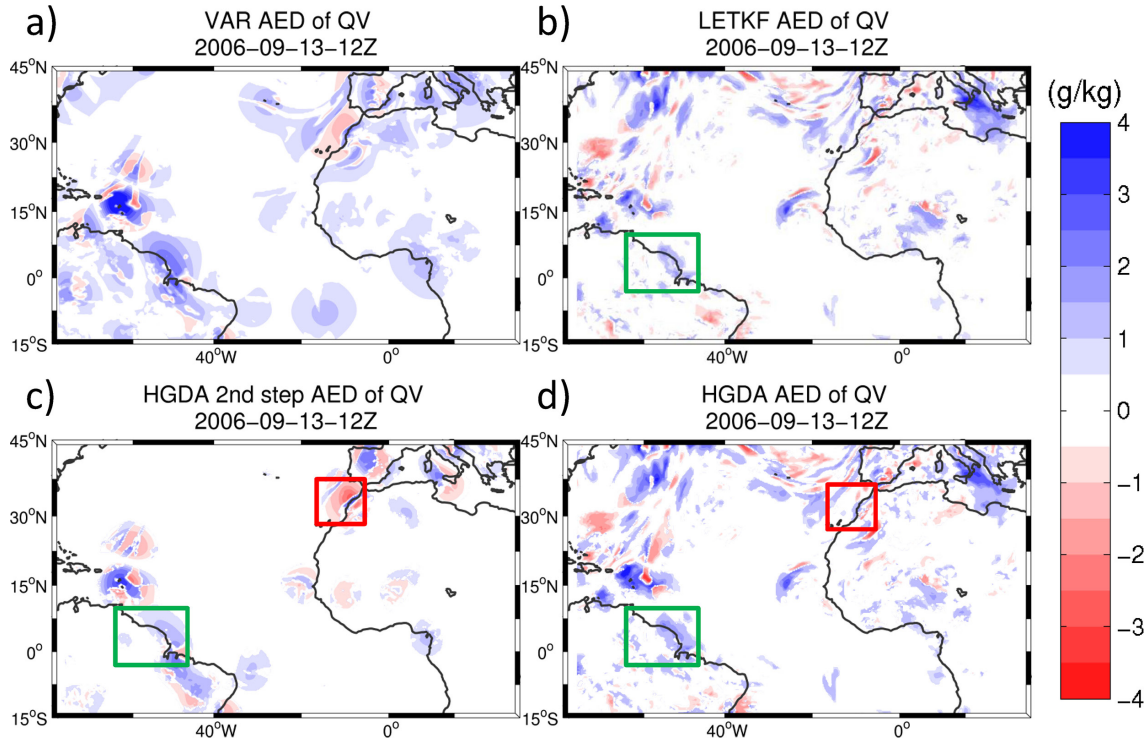 a) VAR AED of QV
2006−09−13−12Z
b) LETKF AED of QV
2006−09−13−12Z
45°N
30°N
15°N
0°
15°S
40°W
0°
45°N
30°N
15°N
0°
15°S
40°W
0°
c) HGDA 2nd step AED of QV
2006−09−13−12Z
d) HGDA AED of QV
2006−09−13−12Z
45°N
30°N
15°N
0°
15°S
40°W
0°
45°N
30°N
15°N
0°
15°S
40°W
0°
(g/kg)
4
3
2
1
0
−1
−2
−3
−4